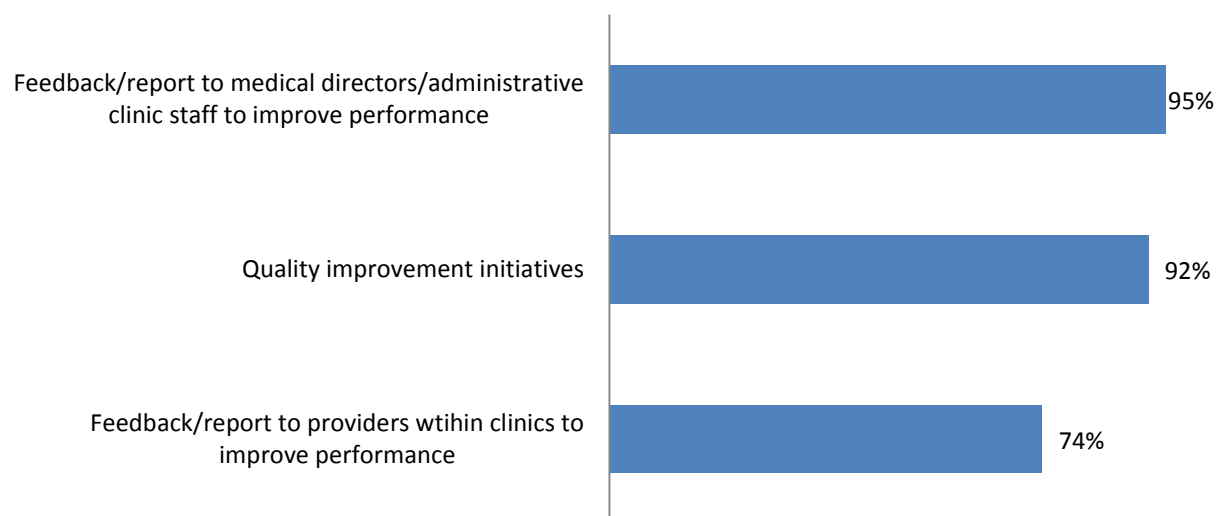 Feedback/report to medical directors/administrative
clinic staff to improve performance
95%
Quality improvement initiatives
92%
Feedback/report to providers wtihin clinics to
improve performance
74%